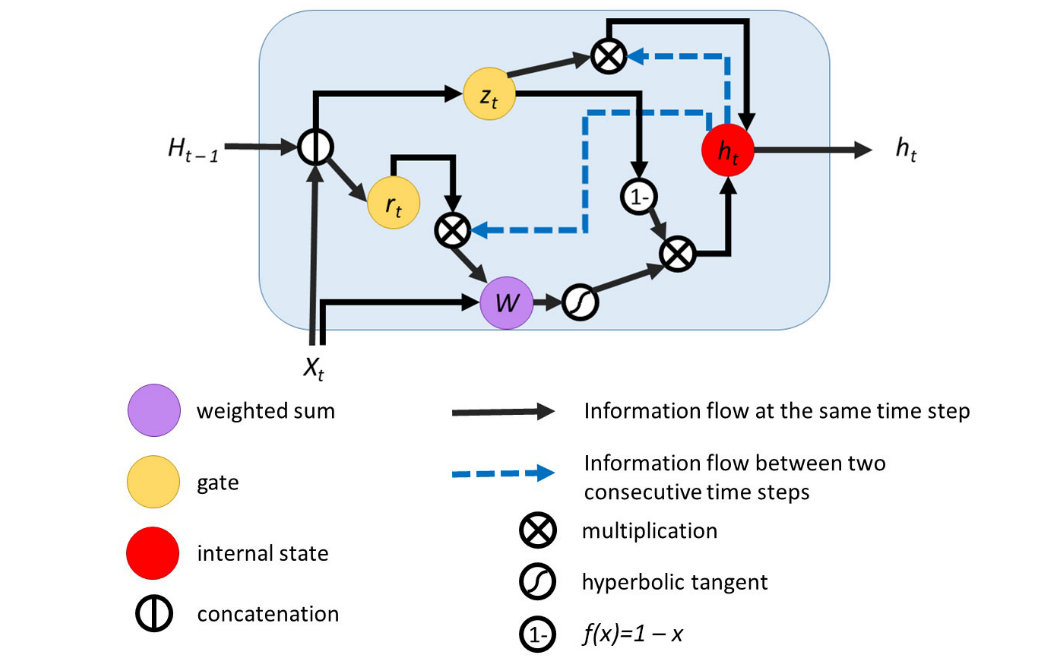 z_t
H_{t-1}
h_t
h_t
1-
r_t
W
X_t
weighted sum
Information flow at the same time step
gate
Information flow between two
consecutive time steps
multiplication
internal state
hyperbolic tangent
concatenation
1-
f(x)=1 – x